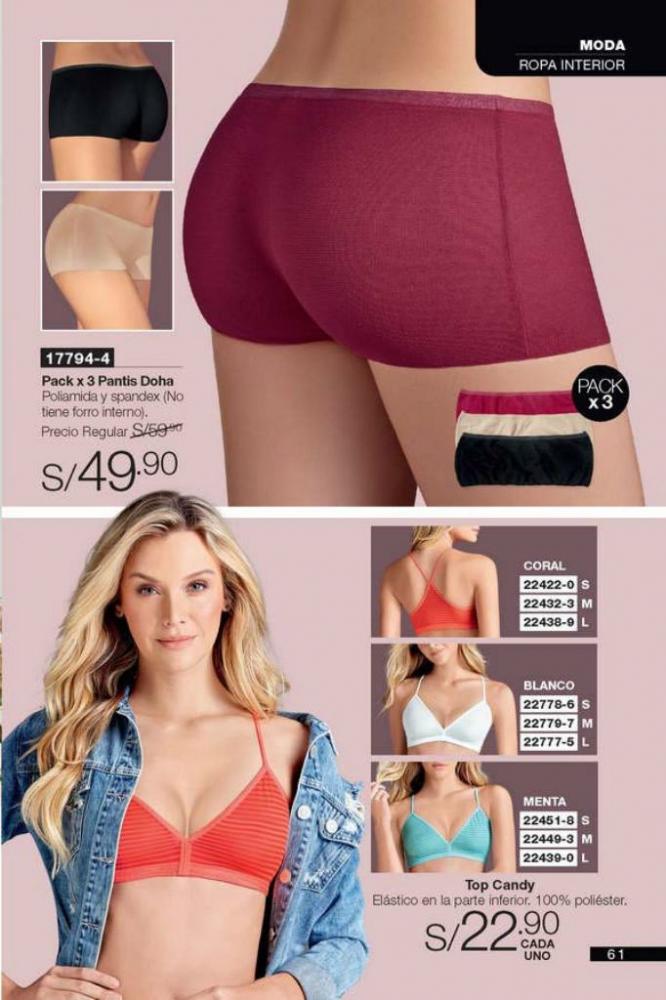 MODA
ROPA INTERIOR
17794-4
Pack x 3 Pantis Doha
Poliamida y spandex (No
tiene forro interno).
Precio Regular S/59.90
S/49.90
PACK
x3
CORAL
22422-0 S
22432-3 M
22438-9 L
BLANCO
22778-6 S
22779-7 M
22777-5 L
MENTA
22451-8 S
22449-3 M
22439-0 L
Top Candy
Elástico en la parte inferior. 100% poliéster.
S/22.90
CADA
UNO
61